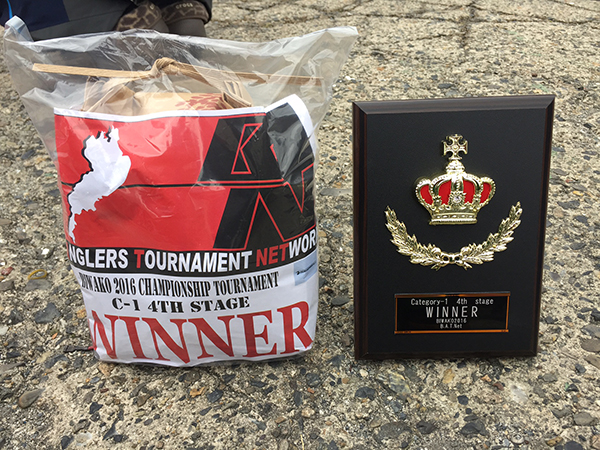 NGLERS TOURNAMENT NETWOR
BIWAKO 2016 CHAMPIONSHIP TOURNAMENT
C-1 4TH STAGE
WINNER
Category-1 4th stage
WINNER
BIWAKO2016
B.A.T.Net